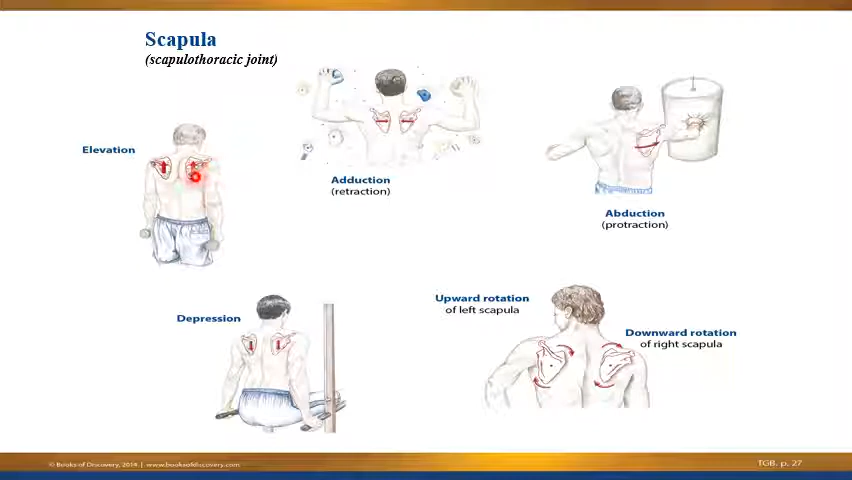 Scapula
(scapulothoracic joint)
Elevation
Adduction
(retraction)
Abduction
(protraction)
Depression
Upward rotation
of left scapula
Downward rotation
of right scapula
© Books of Discovery, 2014 | www.booksofdiscovery.com
TGB. p. 27